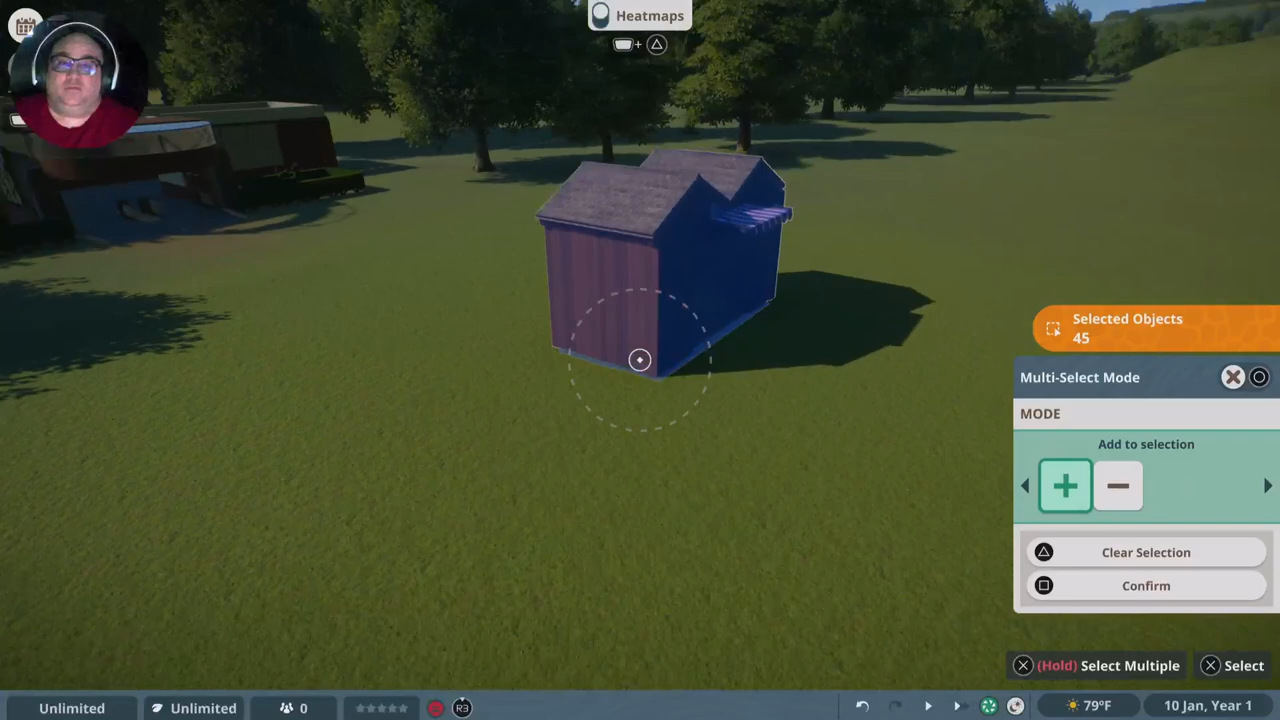 Heatmaps
+
Selected Objects
45
Multi-Select Mode
MODE
Add to selection
Clear Selection
Confirm
(Hold) Select Multiple
Select
Unlimited
Unlimited
0
R3
79°F
10 Jan, Year 1